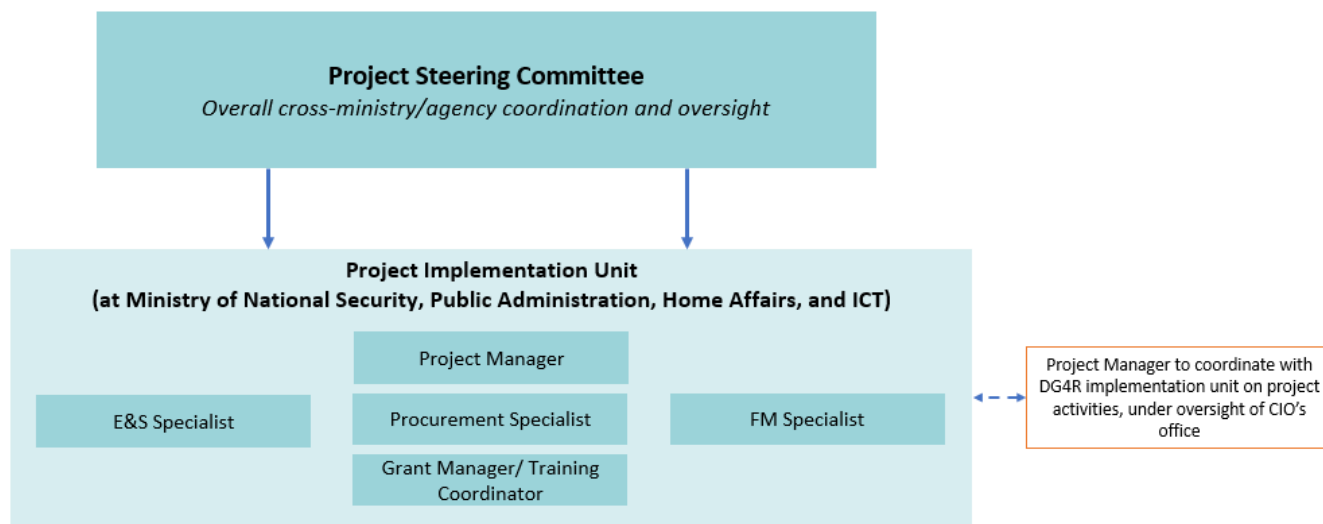 Project Steering Committee
Overall cross-ministry/agency coordination and oversight
Project Implementation Unit
(at Ministry of National Security, Public Administration, Home Affairs, and ICT)
Project Manager
E&S Specialist
Procurement Specialist
FM Specialist
Grant Manager/ Training
Coordinator
Project Manager to coordinate with
DG4R implementation unit on project
activities, under oversight of CIO's
office